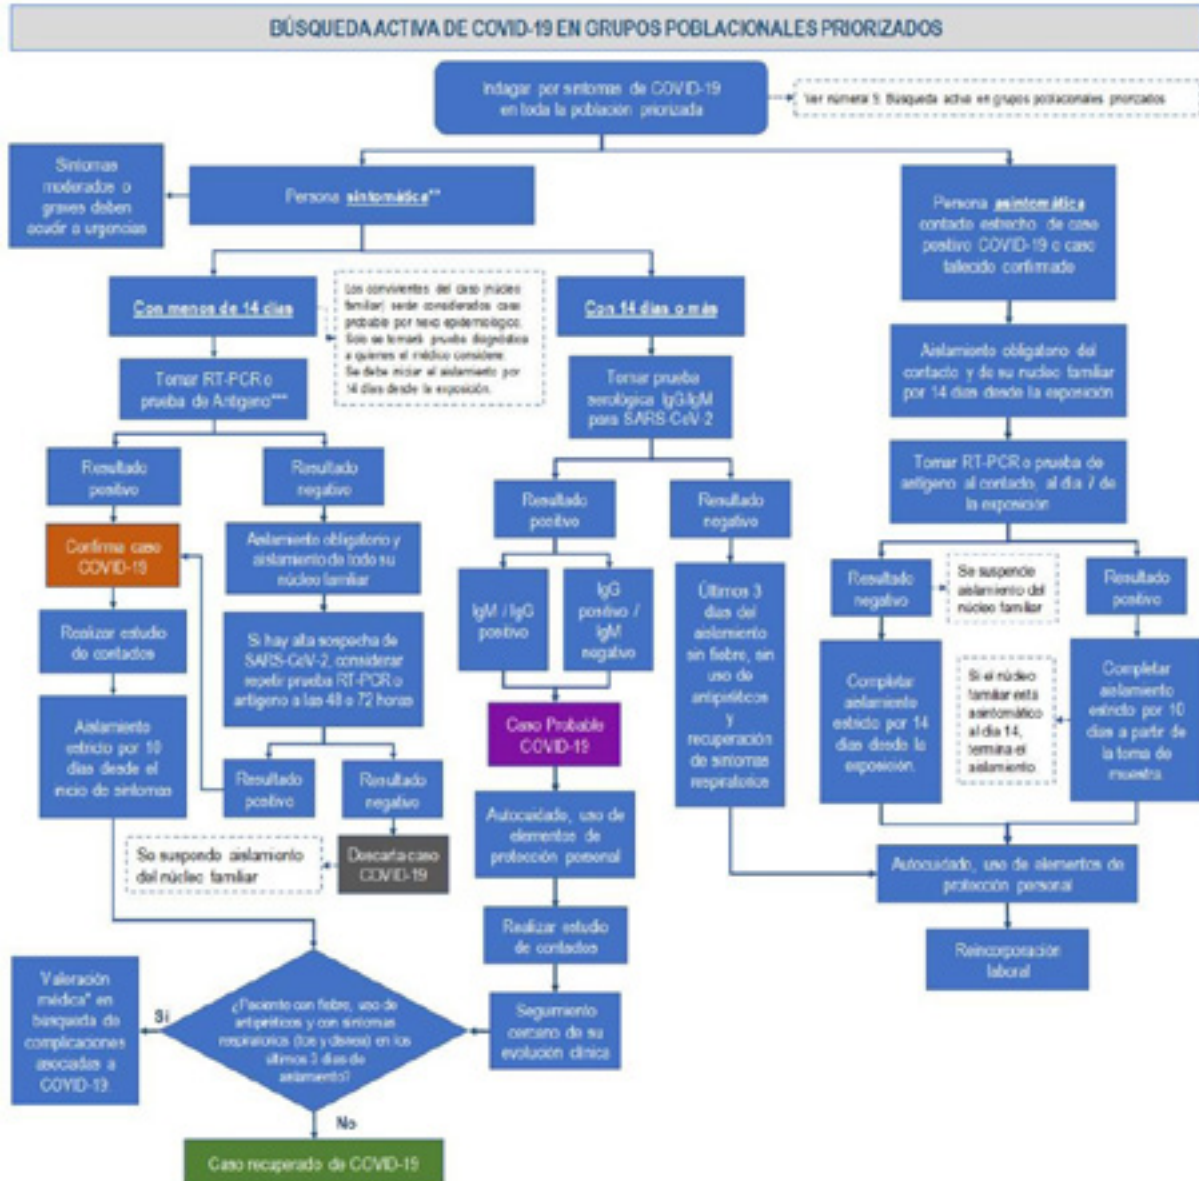 BÚSQUEDA ACTIVA DE COVID-19 EN GRUPOS POBLACIONALES PRIORIZADOS
Indagar por síntomas de COVID-19
en toda la población priorizada
Ver numeral 5: Búsqueda activa en grupos poblacionales priorizados
Síntomas
moderados o
graves deben
acudir a urgencias
Persona sintomática**
Persona asintomática
contacto estrecho de caso
positivo COVID-19 o caso
fallecido confirmado
Con menos de 14 días
Los convivientes del caso (núcleo
familiar) serán considerados caso
probable por nexo epidemiológico.
Solo se tomará prueba diagnóstica
a quienes el médico considere.
Se debe iniciar el aislamiento por
14 días desde la exposición.
Con 14 días o más
Tomar RT-PCR o
prueba de Antígeno***
Tomar prueba
serológica IgG/IgM
para SARS-CoV-2
Aislamiento obligatorio del
contacto y de su núcleo familiar
por 14 días desde la exposición
Resultado
positivo
Resultado
negativo
Resultado
positivo
Resultado
negativo
Tomar RT-PCR o prueba de
antígeno al contacto, al día 7 de
la exposición
Confirma caso
COVID-19
Aislamiento obligatorio y
aislamiento de todo su
núcleo familiar
IgM / IgG
positivo
IgG
positivo /
IgM
negativo
Últimos 3
días del
aislamiento
sin fiebre, sin
uso de
antipiréticos
y
recuperación
de síntomas
respiratorios
Resultado
negativo
Se suspende
aislamiento del
núcleo familiar
Resultado
positivo
Realizar estudio
de contactos
Si hay alta sospecha de
SARS-CoV-2, considerar
repetir prueba RT-PCR o
antígeno a las 48 o 72 horas
Completar
aislamiento
estricto por 14
días desde la
exposición.
Si el núcleo
familiar está
asintomático
al día 14,
termina el
aislamiento.
Completar
aislamiento
estricto por 10
días a partir de
la toma de
muestra
Aislamiento
estricto por 10
días desde el
inicio de síntomas
Caso Probable
COVID-19
Resultado
positivo
Resultado
negativo
Autocuidado, uso de
elementos de
protección personal
Se suspende aislamiento
del núcleo familiar
Descarta caso
COVID-19
Autocuidado, uso de elementos de
protección personal
Realizar estudio
de contactos
Reincorporación
laboral
Valoración
médica* en
búsqueda de
complicaciones
asociadas a
COVID-19
Sí
¿Paciente con fiebre, uso de
antipiréticos y con síntomas
respiratorios (tos y disnea) en los
últimos 3 días de
aislamiento?
Seguimiento
cercano de su
evolución clínica
No
Caso recuperado de COVID-19